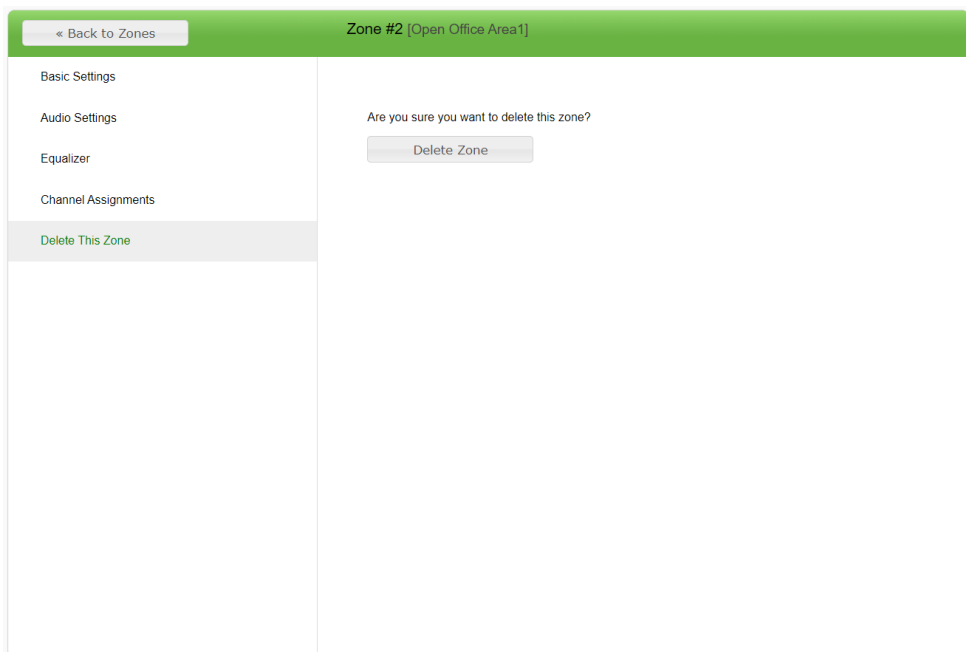 « Back to Zones
Zone #2 [Open Office Area1]
Basic Settings
Audio Settings
Equalizer
Channel Assignments
Delete This Zone
Are you sure you want to delete this zone?
Delete Zone